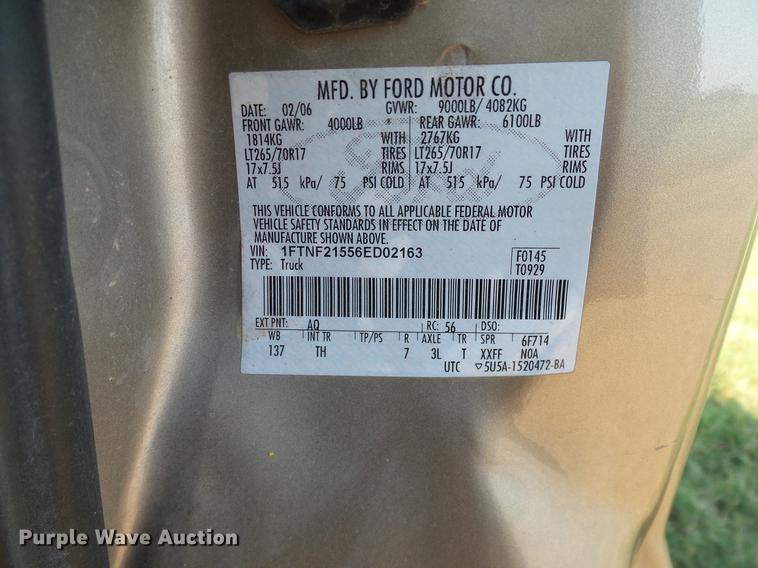 MFD. BY FORD MOTOR CO.
DATE: 02/06 GVWR: 9000LB/ 4082KG
FRONT GAWR: 4000LB REAR GAWR: 6100LB
1814KG WITH 2767KG WITH
LT265/70R17 TIRES LT265/70R17 TIRES
17x7.5J RIMS 17x7.5J RIMS
AT 515 kPa/ 75 PSI COLD AT 515 kPa/ 75 PSI COLD
Ford
THIS VEHICLE CONFORMS TO ALL APPLICABLE FEDERAL MOTOR
VEHICLE SAFETY STANDARDS IN EFFECT ON THE DATE OF
MANUFACTURE SHOWN ABOVE.
VIN: 1FTNF21556ED02163 F0145
TYPE: Truck T0929
EXT PNT: AQ RC: 56 DSO:
WB INT TR TP/PS R AXLE TR SPR 6F714
137 TH 7 3L T XXFF NOA
UTC ▽5U5A-1520472-BA
Purple Wave Auction